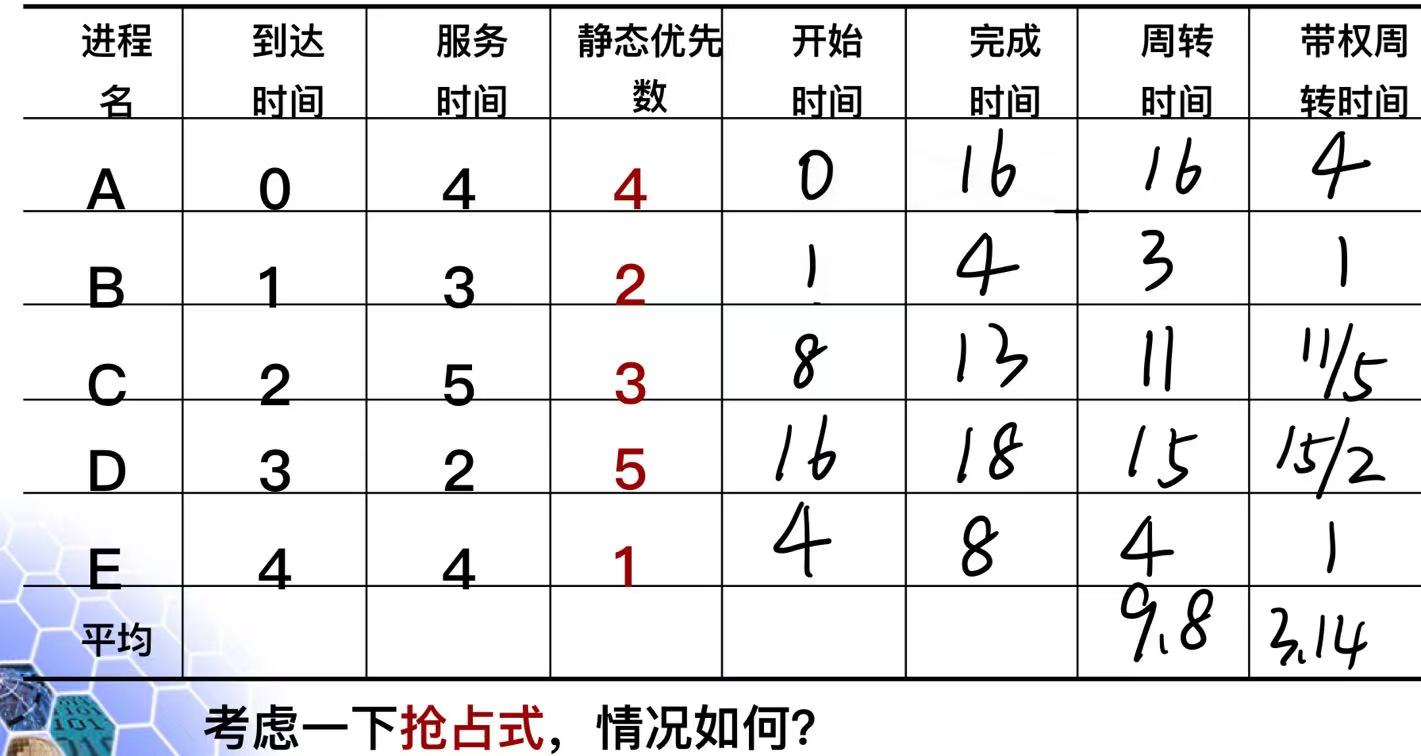 进程名 到达时间 服务时间 静态优先数 开始时间 完成时间 周转时间 带权周转时间
A 0 4 4 0 16 16 4
B 1 3 2 1 4 3 1
C 2 5 3 8 13 11 11/5
D 3 2 5 16 18 15 15/2
E 4 4 1 4 8 4 1
平均 9.8 3.14
考虑一下抢占式，情况如何？